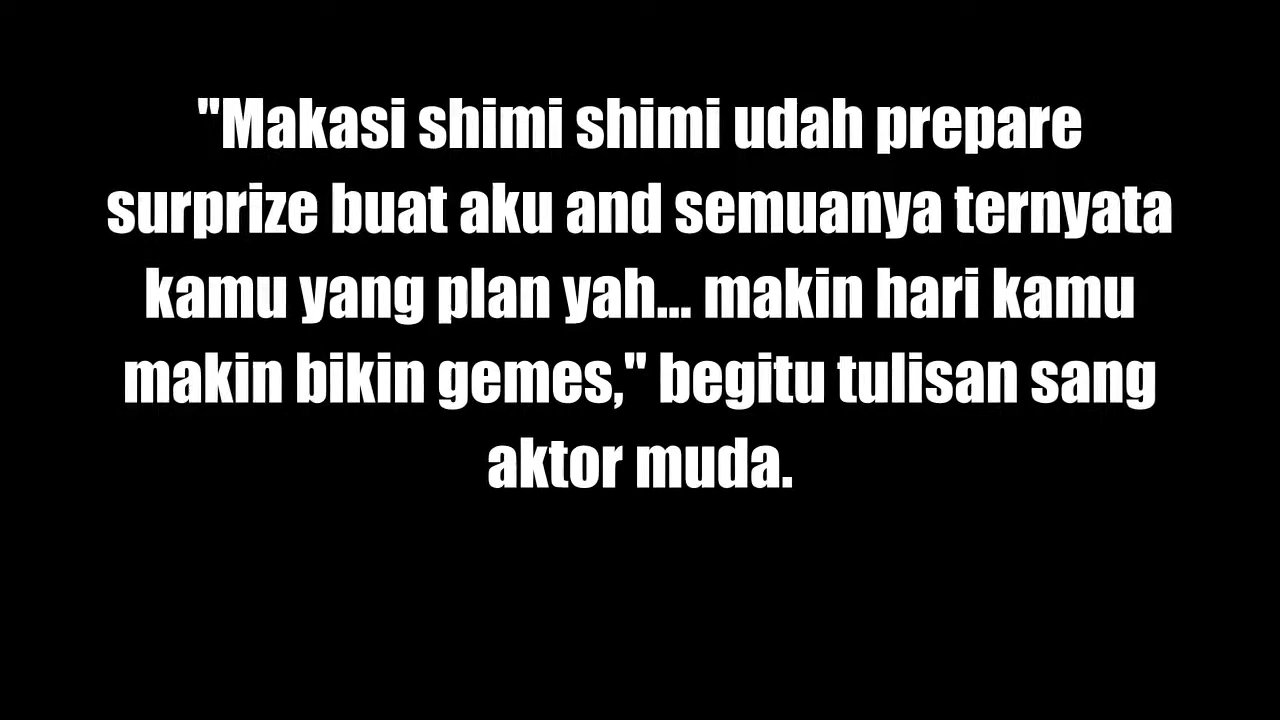 "Makasi shimi shimi udah prepare
surprize buat aku and semuanya ternyata
kamu yang plan yah... makin hari kamu
makin bikin gemes," begitu tulisan sang
aktor muda.